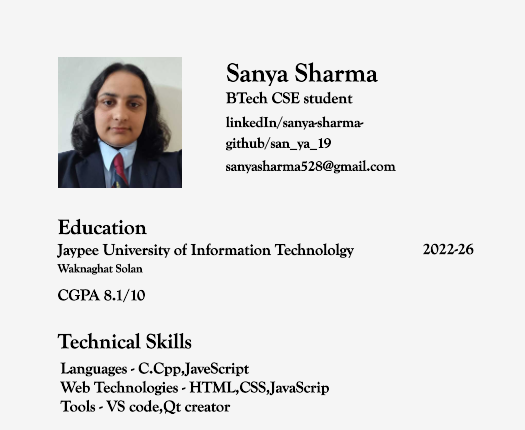 Sanya Sharma
BTech CSE student
linkedIn/sanya-sharma-
github/san_ya_19
sanyasharma528@gmail.com
Education
Jaypee University of Information Technololgy 2022-26
Waknaghat Solan
CGPA 8.1/10
Technical Skills
Languages - C.Cpp,JaveScript
Web Technologies - HTML,CSS,JavaScrip
Tools - VS code,Qt creator